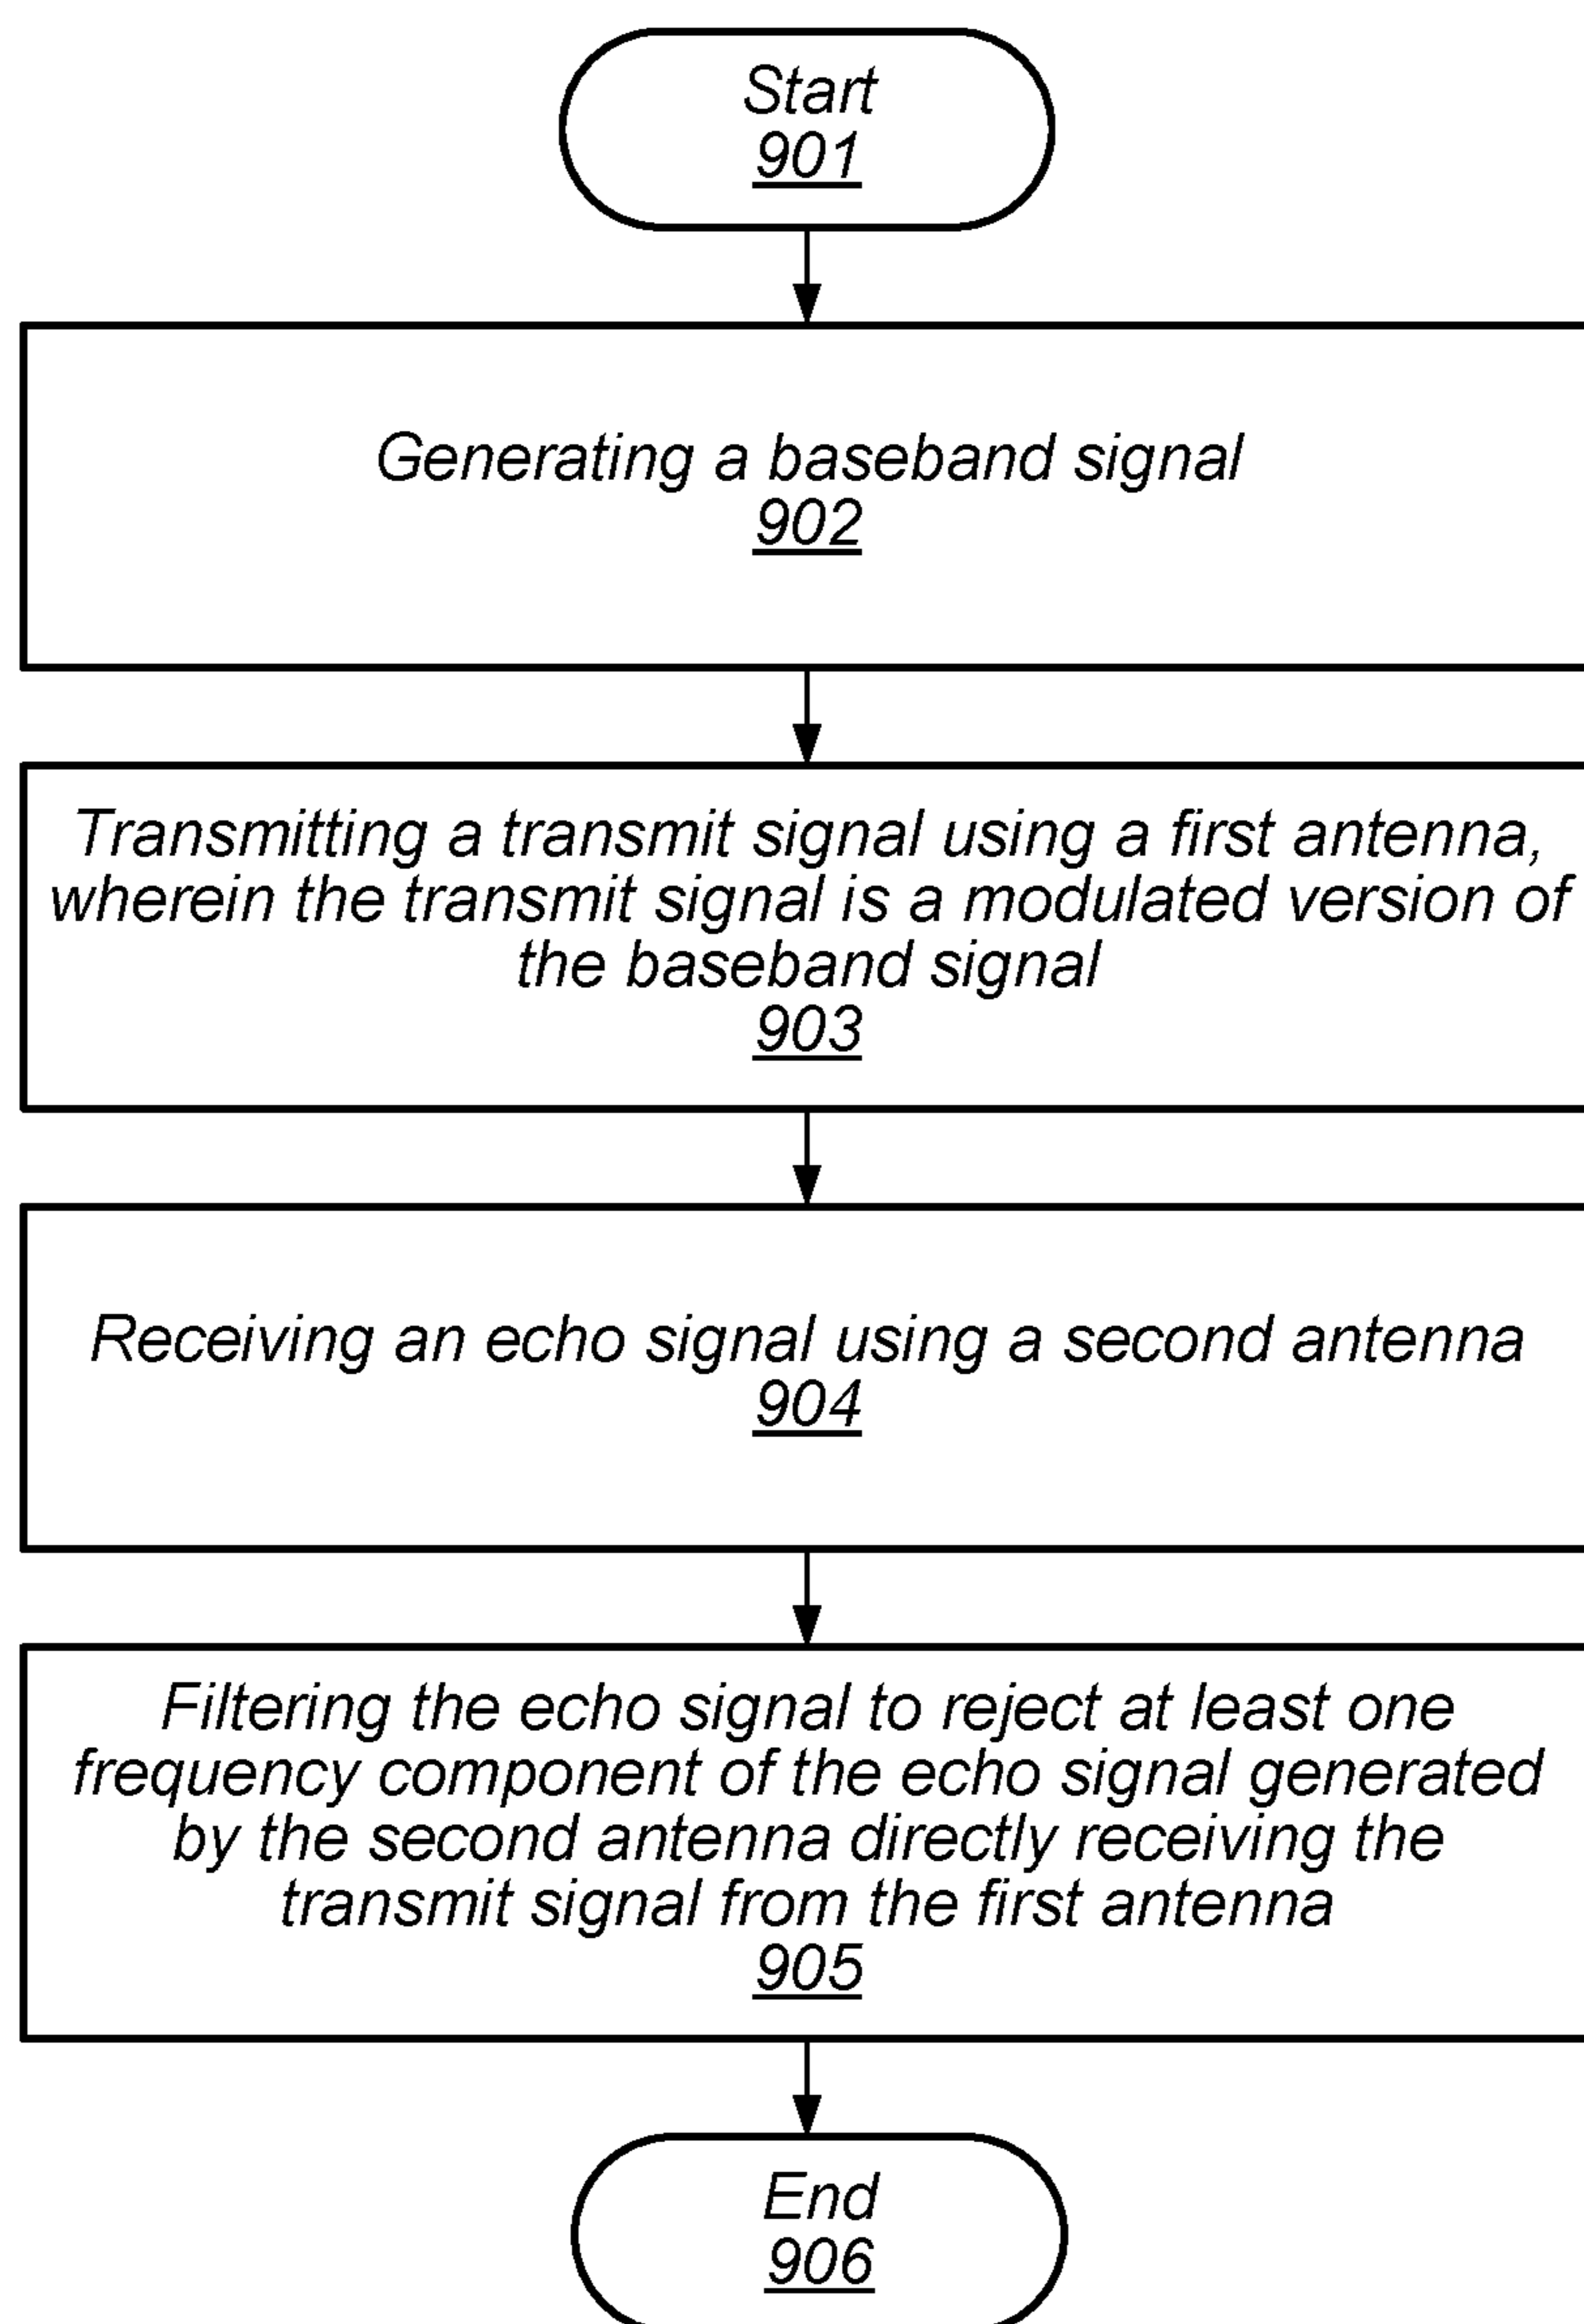 Start
901
Generating a baseband signal
902
Transmitting a transmit signal using a first antenna,
wherein the transmit signal is a modulated version of
the baseband signal
903
Receiving an echo signal using a second antenna
904
Filtering the echo signal to reject at least one
frequency component of the echo signal generated
by the second antenna directly receiving the
transmit signal from the first antenna
905
End
906